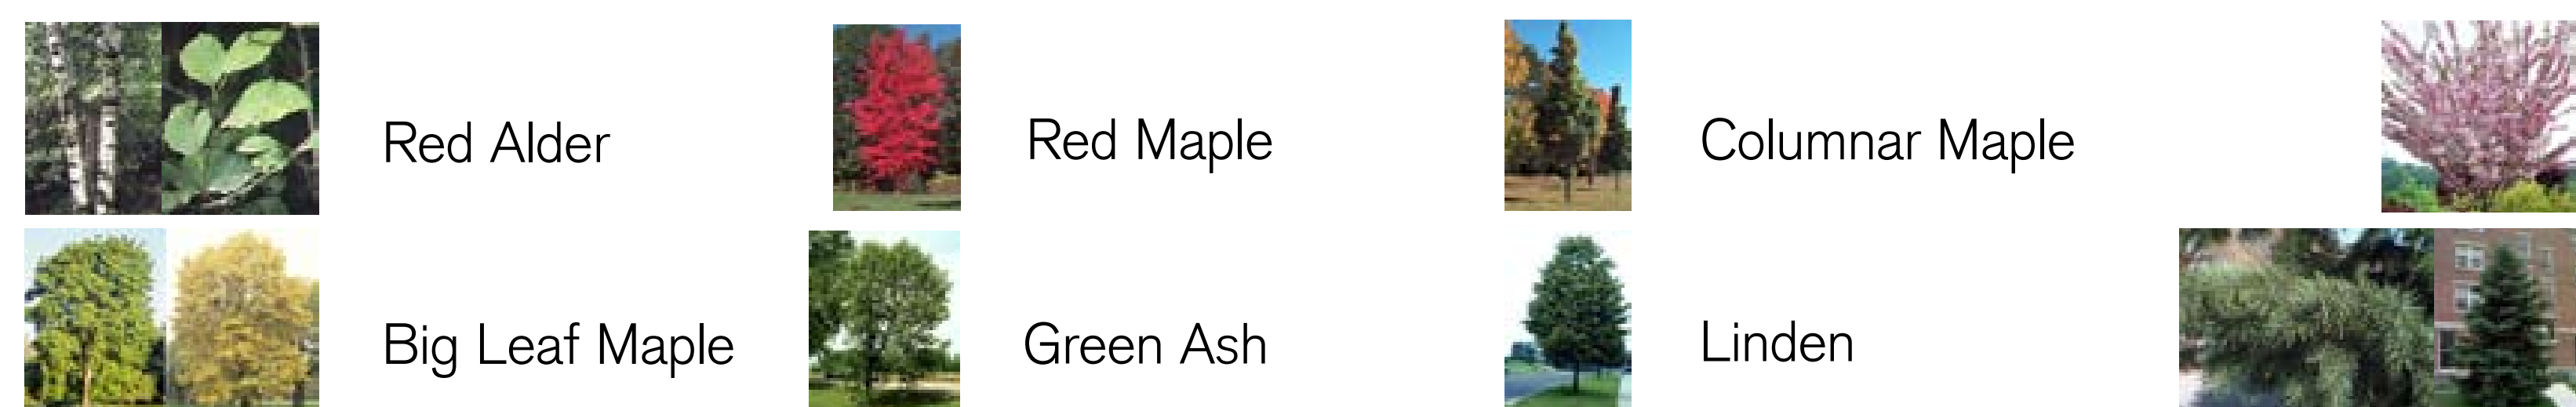 Red Alder
Red Maple
Columnar Maple
Big Leaf Maple
Green Ash
Linden